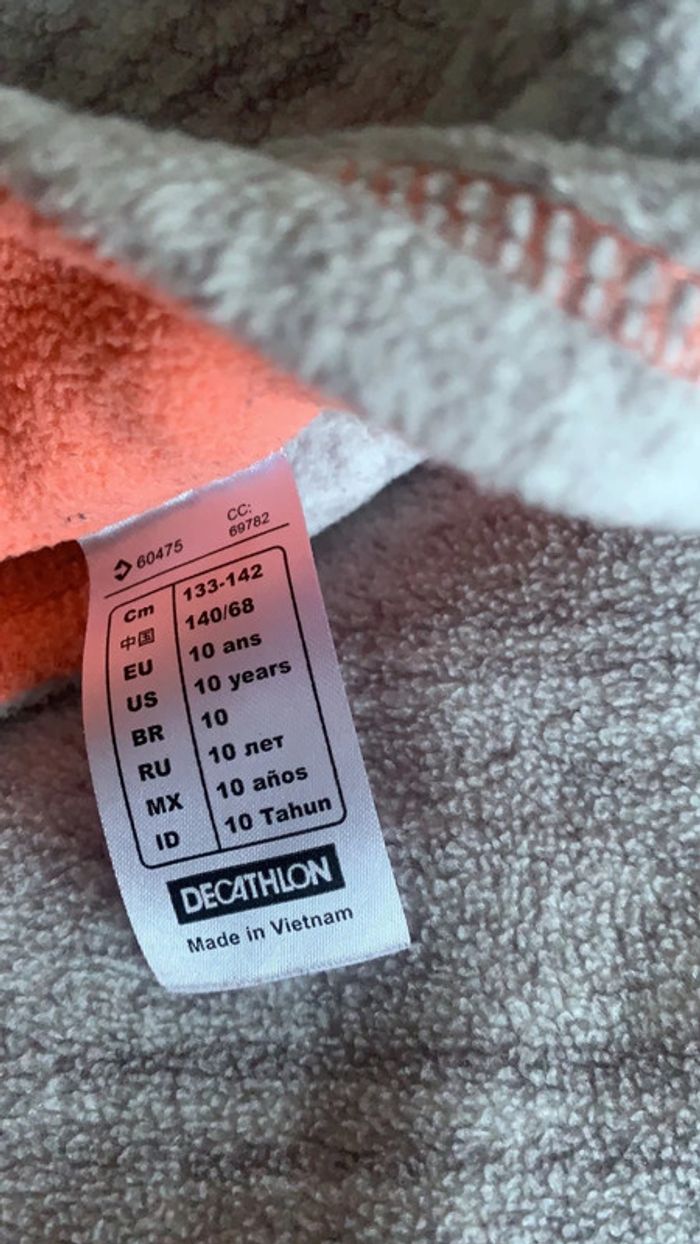 60475 CC:
69782
Cm 133-142
中国 140/68
EU 10 ans
US 10 years
BR 10
RU 10 лет
MX 10 años
ID 10 Tahun
DECATHLON
Made in Vietnam